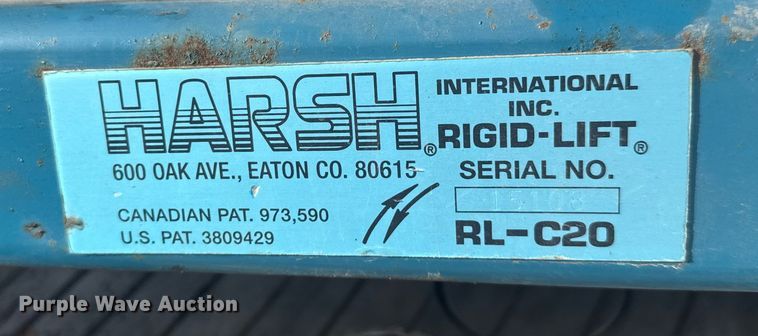 HARSH®
INTERNATIONAL
INC.
RIGID-LIFT®
600 OAK AVE., EATON CO. 80615
SERIAL NO.
CANADIAN PAT. 973,590
U.S. PAT. 3809429
RL-C20
Purple Wave Auction